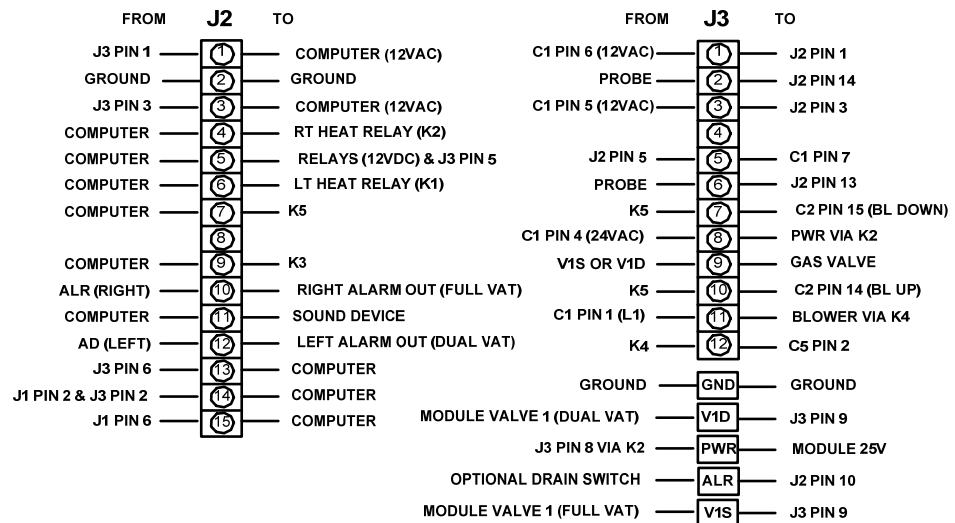 FROM J2 TO
J3 PIN 1 1 COMPUTER (12VAC)
GROUND 2 GROUND
J3 PIN 3 3 COMPUTER (12VAC)
COMPUTER 4 RT HEAT RELAY (K2)
COMPUTER 5 RELAYS (12VDC) & J3 PIN 5
COMPUTER 6 LT HEAT RELAY (K1)
COMPUTER 7 K5
8
COMPUTER 9 K3
ALR (RIGHT) 10 RIGHT ALARM OUT (FULL VAT)
COMPUTER 11 SOUND DEVICE
AD (LEFT) 12 LEFT ALARM OUT (DUAL VAT)
J3 PIN 6 13 COMPUTER
J1 PIN 2 & J3 PIN 2 14 COMPUTER
J1 PIN 6 15 COMPUTER
FROM J3 TO
C1 PIN 6 (12VAC) 1 J2 PIN 1
PROBE 2 J2 PIN 14
C1 PIN 5 (12VAC) 3 J2 PIN 3
4
J2 PIN 5 5 C1 PIN 7
PROBE 6 J2 PIN 13
K5 7 C2 PIN 15 (BL DOWN)
C1 PIN 4 (24VAC) 8 PWR VIA K2
V1S OR V1D 9 GAS VALVE
K5 10 C2 PIN 14 (BL UP)
C1 PIN 1 (L1) 11 BLOWER VIA K4
K4 12 C5 PIN 2
GROUND GND GROUND
MODULE VALVE 1 (DUAL VAT) V1D J3 PIN 9
J3 PIN 8 VIA K2 PWR MODULE 25V
OPTIONAL DRAIN SWITCH ALR J2 PIN 10
MODULE VALVE 1 (FULL VAT) V1S J3 PIN 9